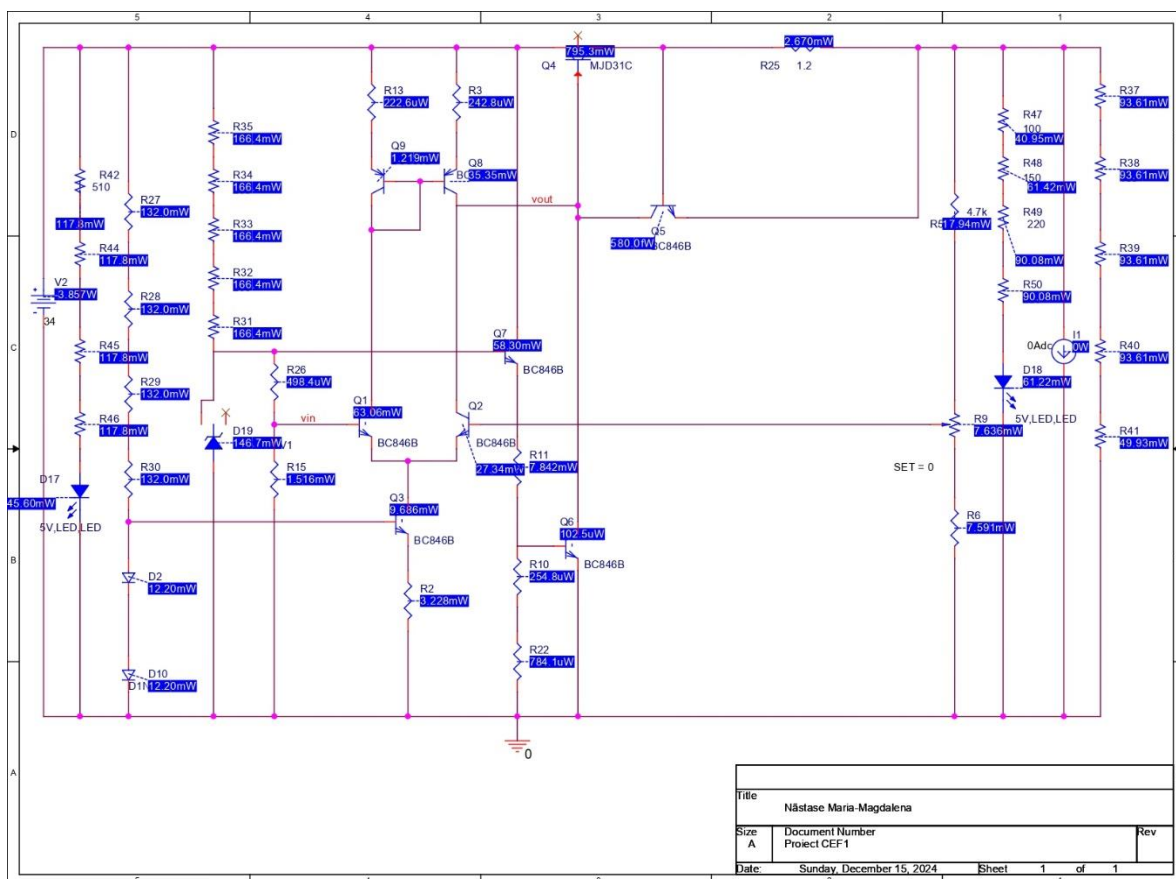 5
4
3
2
1
D
C
B
A
R42
510
117.8mW
R44
117.8mW
R45
117.8mW
R46
117.8mW
D17
45.60mW
5V,LED,LED
V2
-3.857W
34
R27
132.0mW
R28
132.0mW
R29
132.0mW
R30
132.0mW
D2
12.20mW
D10
12.20mW
R35
166.4mW
R34
166.4mW
R33
166.4mW
R32
166.4mW
R31
166.4mW
D19
146.7mW
R26
498.4uW
vin
R15
1.516mW
R13
222.6uW
R3
242.8uW
Q9
1.219mW
Q8
35.35mW
Q1
63.06mW
BC846B
Q2
BC846B
27.34mW
Q3
9.686mW
BC846B
R2
3.228mW
Q7
58.30mW
BC846B
R11
7.842mW
Q6
102.5uW
BC846B
R10
254.8uW
R22
784.1uW
0
Q4
795.3mW
MJD31C
vout
Q5
580.0fW
BC846B
2.670mW
R25 1.2
4.7k
17.94mW
R9
7.636mW
SET = 0
R6
7.591mW
R47
100
40.95mW
R48
150
61.42mW
R49
220
90.08mW
R50
90.08mW
D18
61.22mW
5V,LED,LED
0Adc
I1
0W
R37
93.61mW
R38
93.61mW
R39
93.61mW
R40
93.61mW
R41
49.93mW
Title
Năstase Maria-Magdalena
Size
A
Document Number
Proiect CEF1
Rev
Date: Sunday, December 15, 2024 Sheet 1 of 1